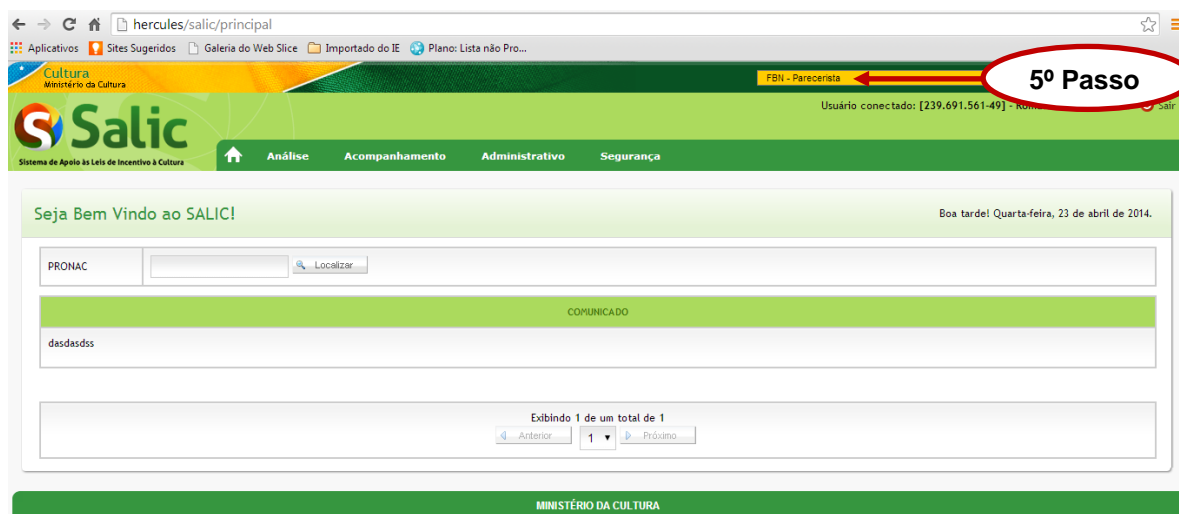 hercules/salic/principal
Aplicativos Sites Sugeridos Galeria do Web Slice Importado do IE Plano: Lista não Pro...
Cultura
Ministério da Cultura
FBN - Parecerista
5º Passo
Usuário conectado: [239.691.561-49] -
Sair
Salic
Sistema de Apoio às Leis de Incentivo à Cultura
Análise Acompanhamento Administrativo Segurança
Seja Bem Vindo ao SALIC!
Boa tarde! Quarta-feira, 23 de abril de 2014.
PRONAC
Localizar
COMUNICADO
dasdasdss
Exibindo 1 de um total de 1
Anterior 1 Próximo
MINISTÉRIO DA CULTURA